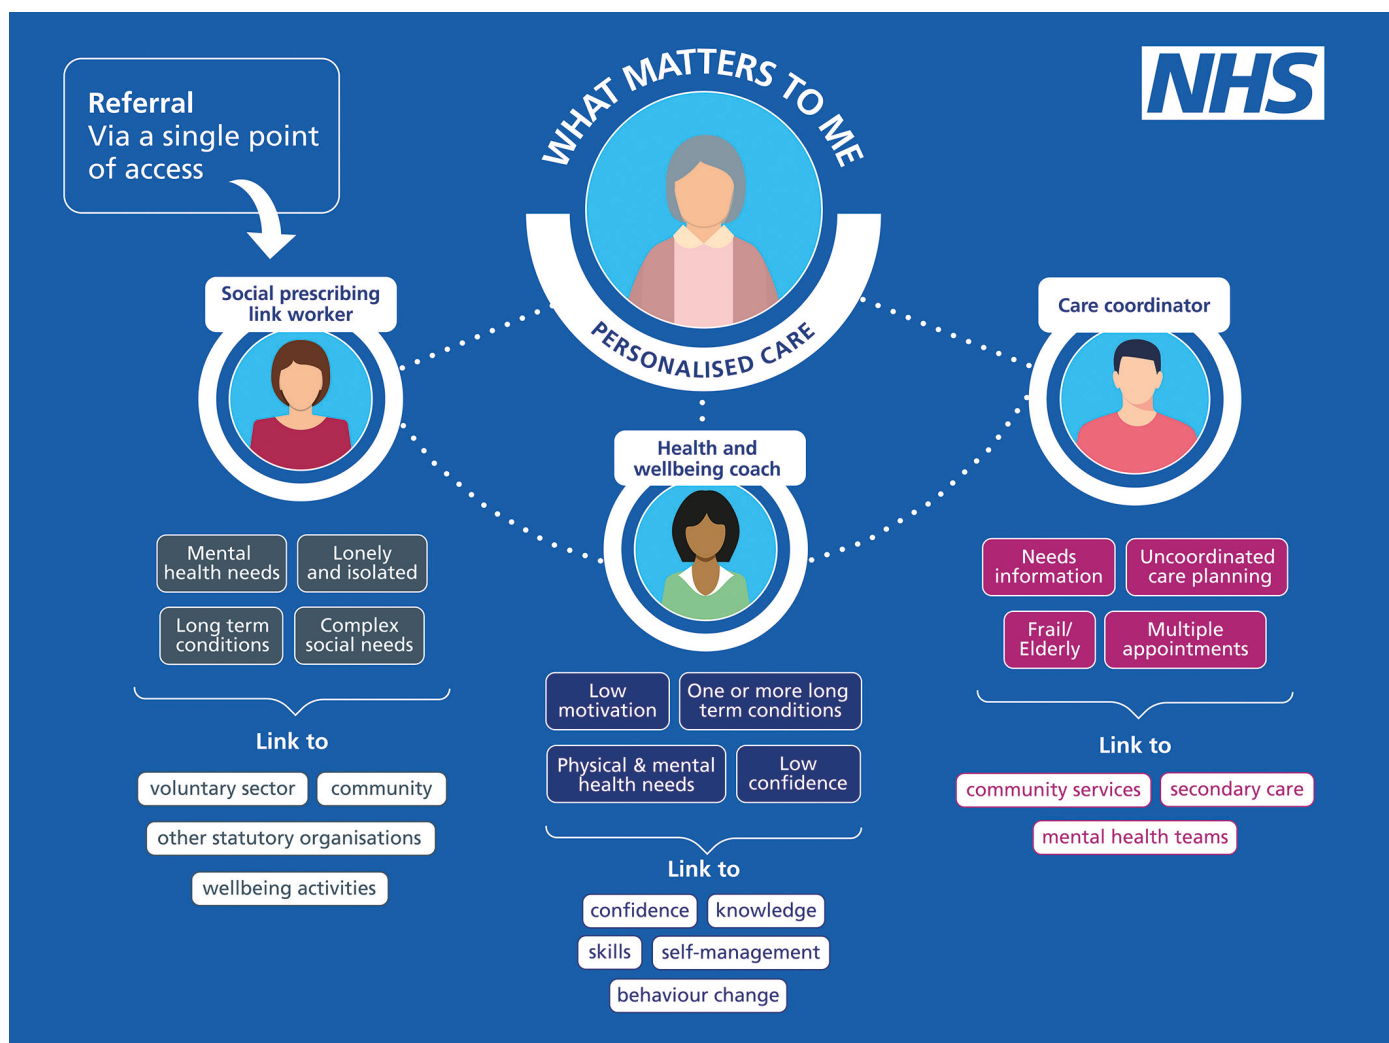 Referral
Via a single point
of access
WHAT MATTERS TO ME
PERSONALISED CARE
NHS
Social prescribing
link worker
Mental
health needs
Lonely
and isolated
Long term
conditions
Complex
social needs
Link to
voluntary sector
community
other statutory organisations
wellbeing activities
Health and
wellbeing coach
Low
motivation
One or more long
term conditions
Physical & mental
health needs
Low
confidence
Link to
confidence
knowledge
skills
self-management
behaviour change
Care coordinator
Needs
information
Uncoordinated
care planning
Frail/
Elderly
Multiple
appointments
Link to
community services
secondary care
mental health teams